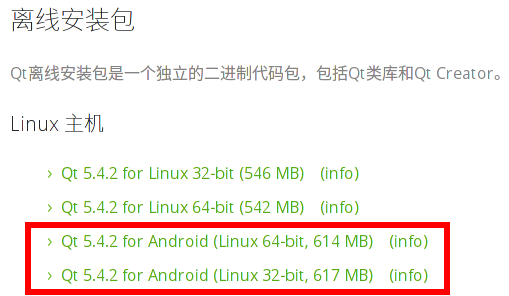 离线安装包
Qt离线安装包是一个独立的二进制代码包，包括Qt类库和Qt Creator。
Linux 主机
› Qt 5.4.2 for Linux 32-bit (546 MB) (info)
› Qt 5.4.2 for Linux 64-bit (542 MB) (info)
› Qt 5.4.2 for Android (Linux 64-bit, 614 MB) (info)
› Qt 5.4.2 for Android (Linux 32-bit, 617 MB) (info)